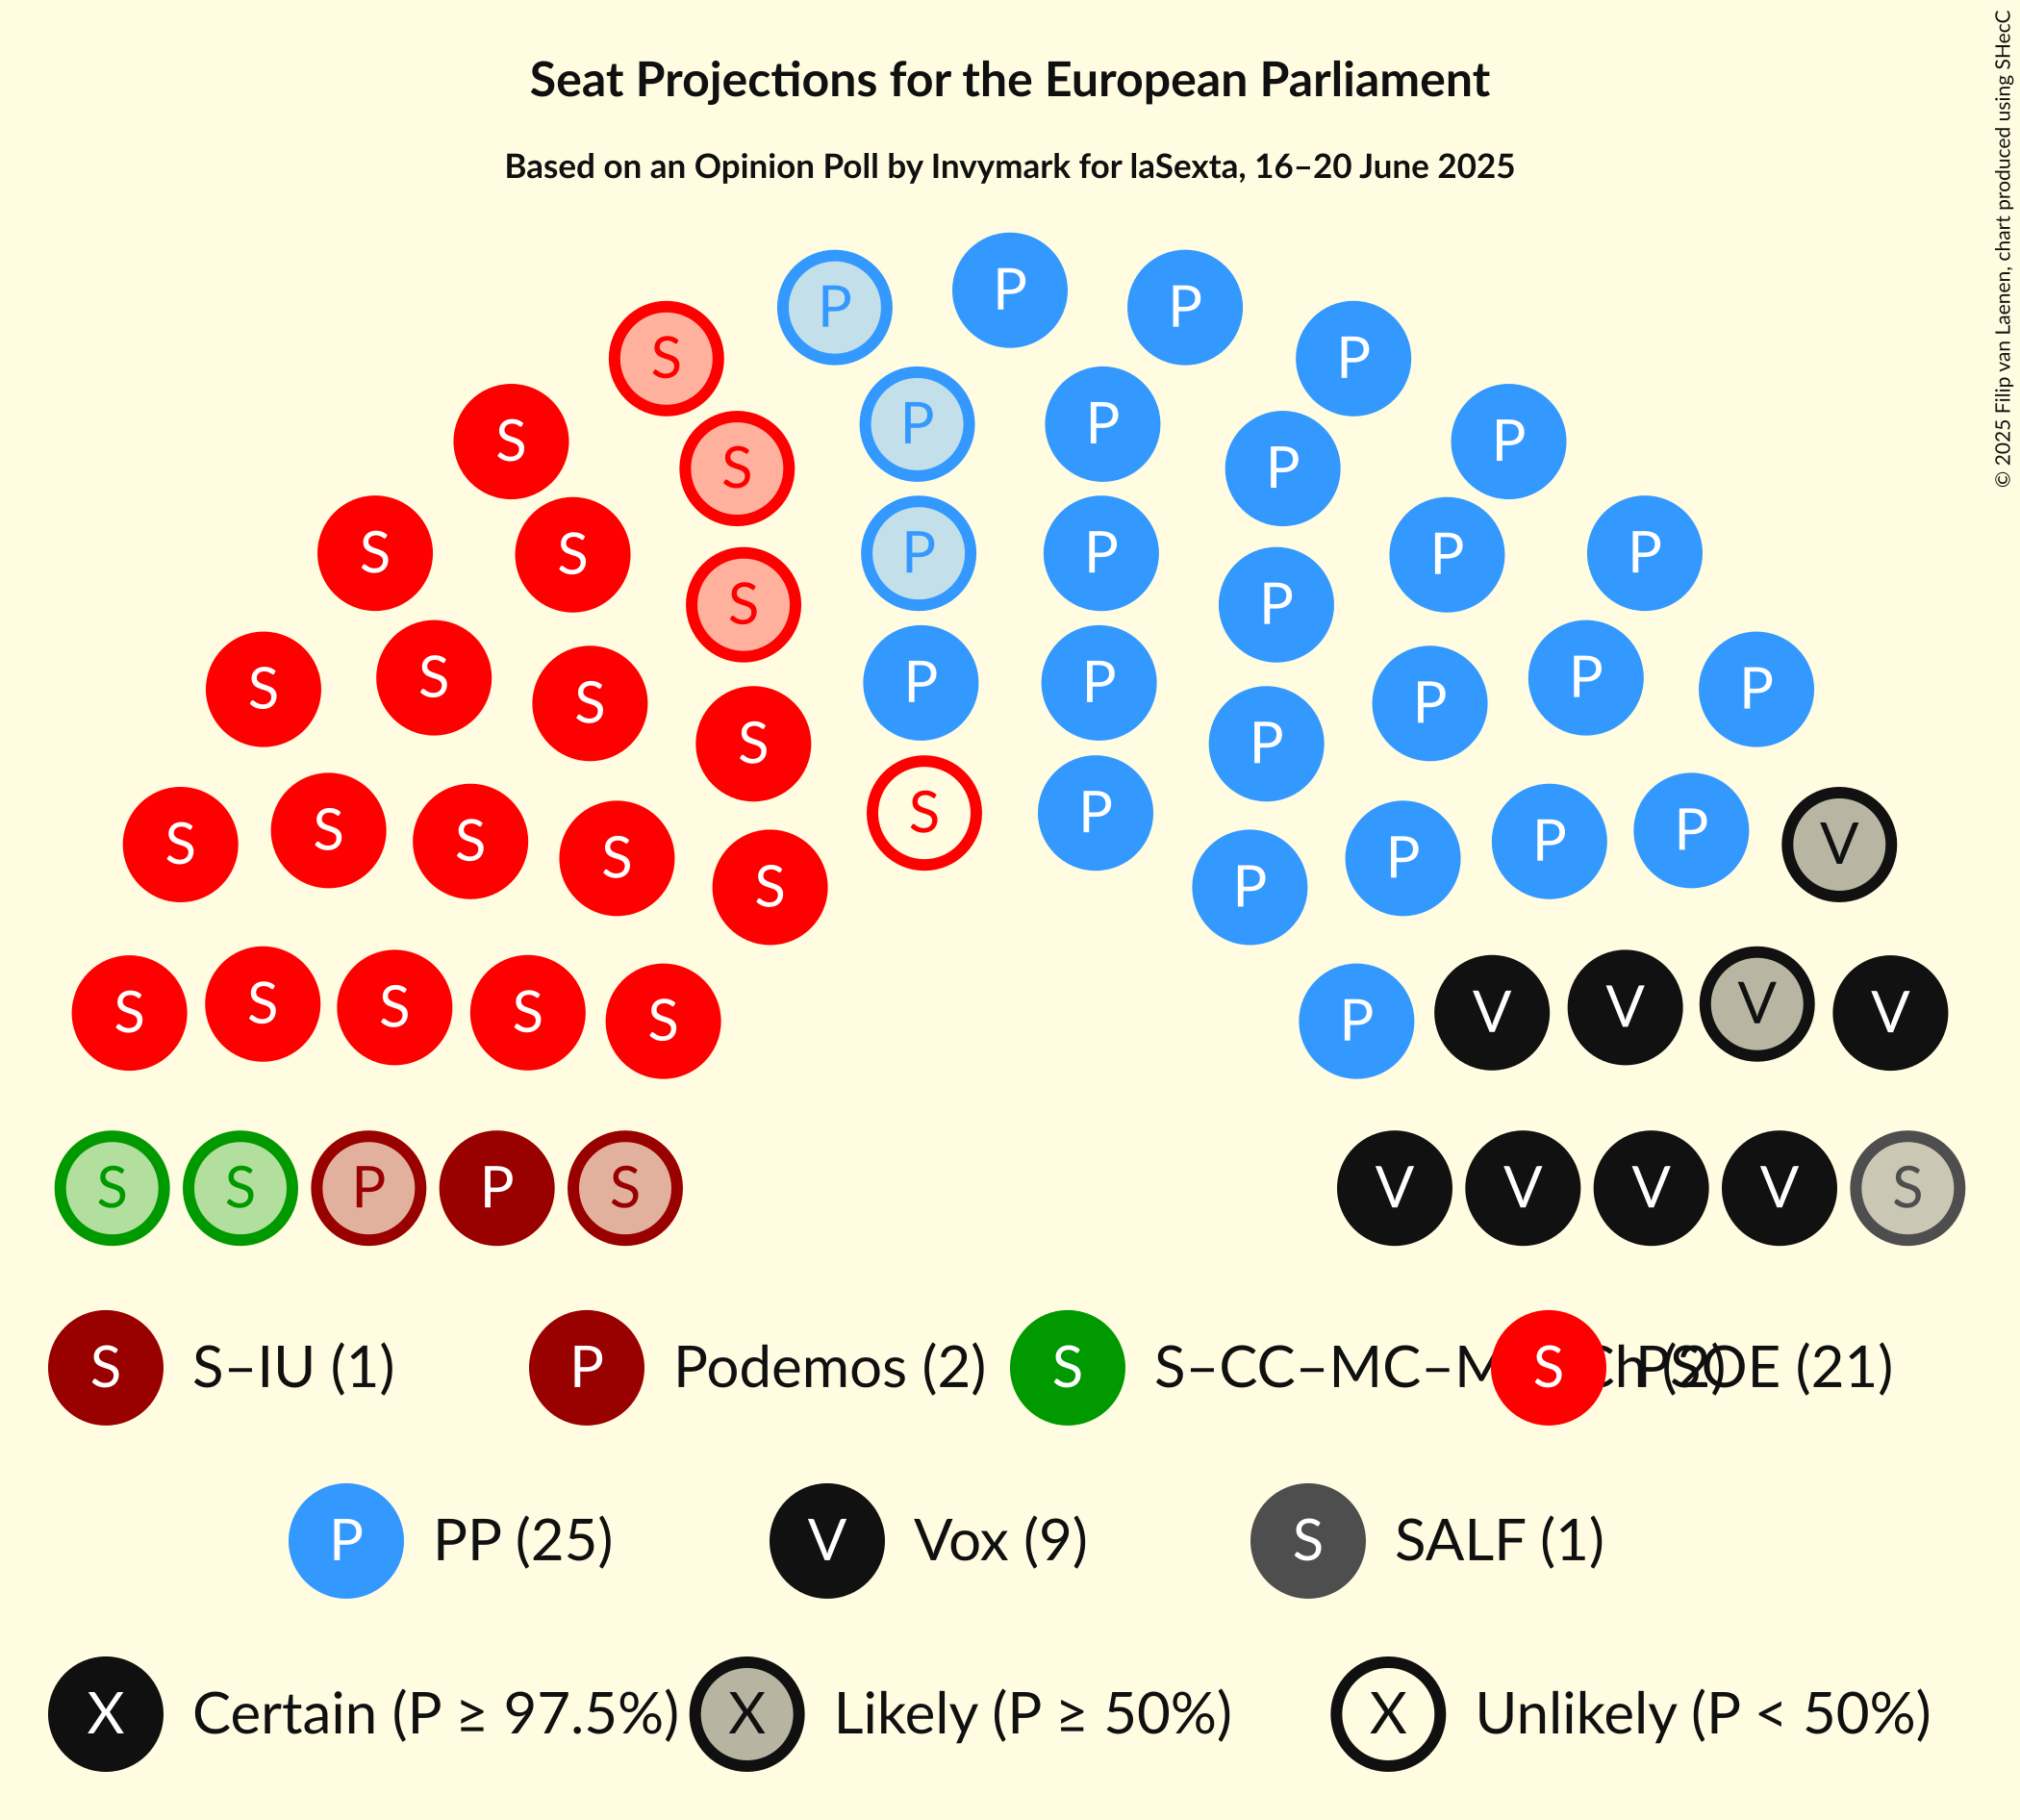 Seat Projections for the European Parliament
Based on an Opinion Poll by Invymark for laSexta, 16–20 June 2025
© 2025 Filip van Laenen, chart produced using SHecC
P
P P
S P
S P
P P
S P
S P
S S P P
P P
S P
S P
P P
S S P P
S S P P
S P
S S P P V
S S P P
S P
S S S S P V V V V
S S P P S V V V V S
S S–IU (1) P Podemos (2) S S–CC–MC–M S PSOE (21)
P PP (25) V Vox (9) S SALF (1)
X Certain (P ≥ 97.5%) X Likely (P ≥ 50%) X Unlikely (P < 50%)